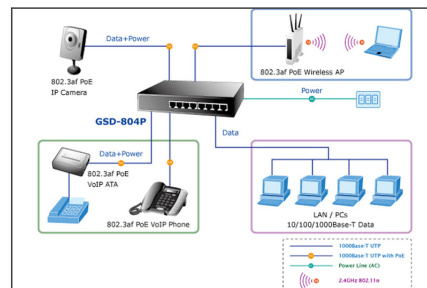 Data+Power
802.3af PoE
IP Camera
802.3af PoE Wireless AP
Power
GSD-804P
Data
Data+Power
802.3af PoE
VoIP ATA
802.3af PoE VoIP Phone
LAN / PCs
10/100/1000Base-T Data
1000Base-T UTP
1000Base-T UTP with PoE
Power Line (AC)
2.4GHz 802.11n